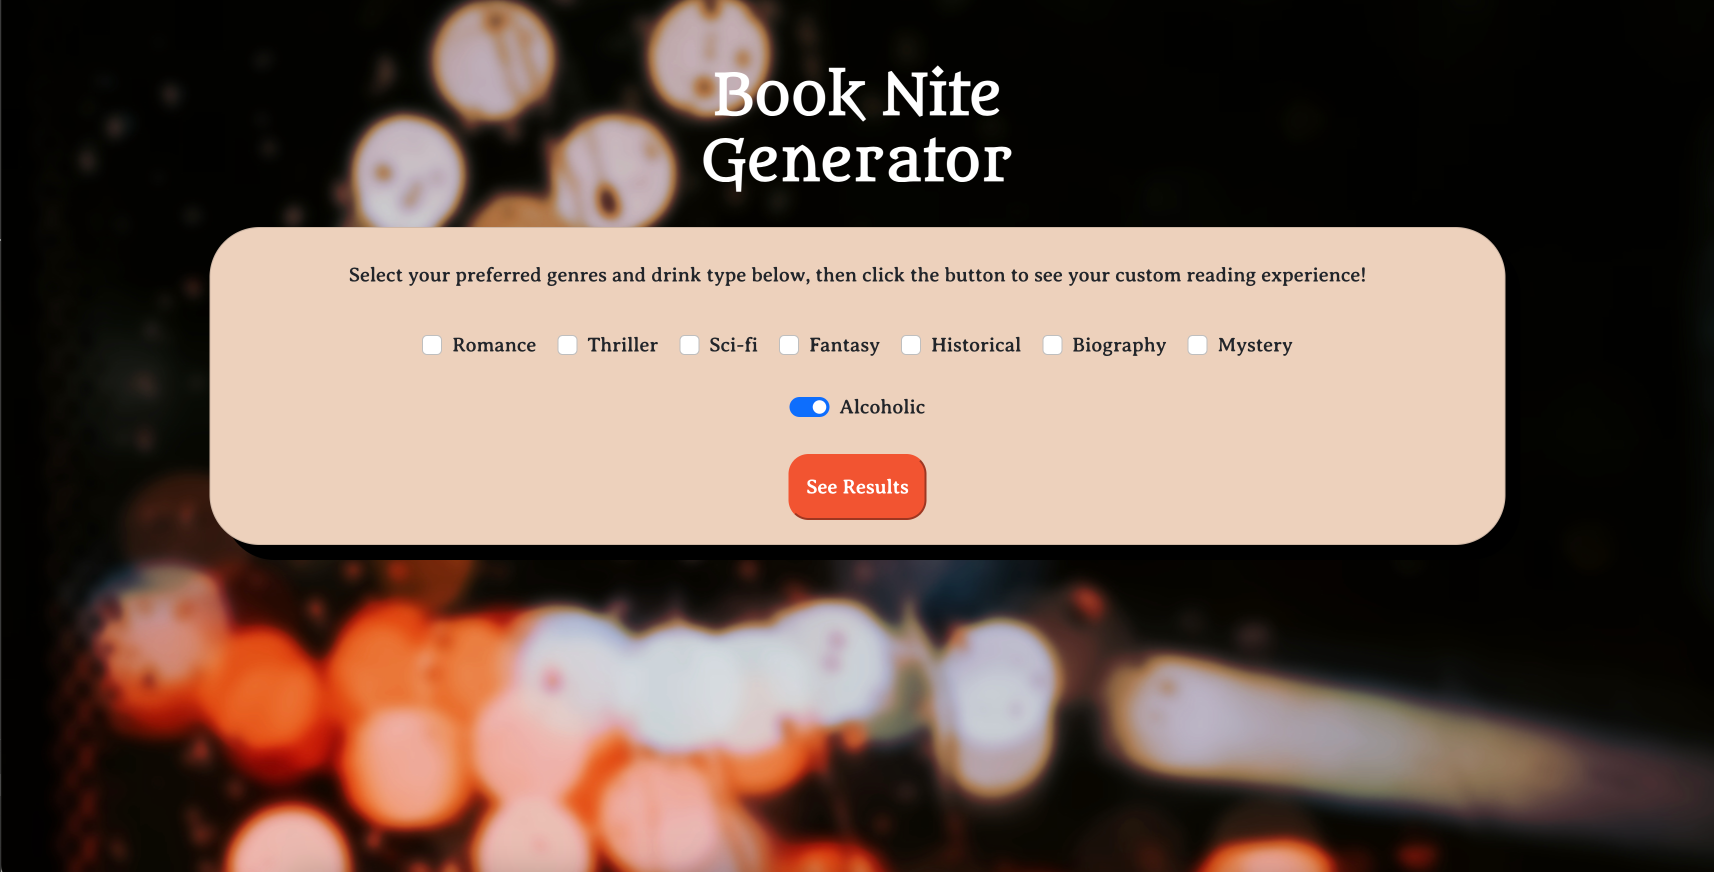 Book Nite
Generator
Select your preferred genres and drink type below, then click the button to see your custom reading experience!
Romance Thriller Sci-fi Fantasy Historical Biography Mystery
Alcoholic
See Results